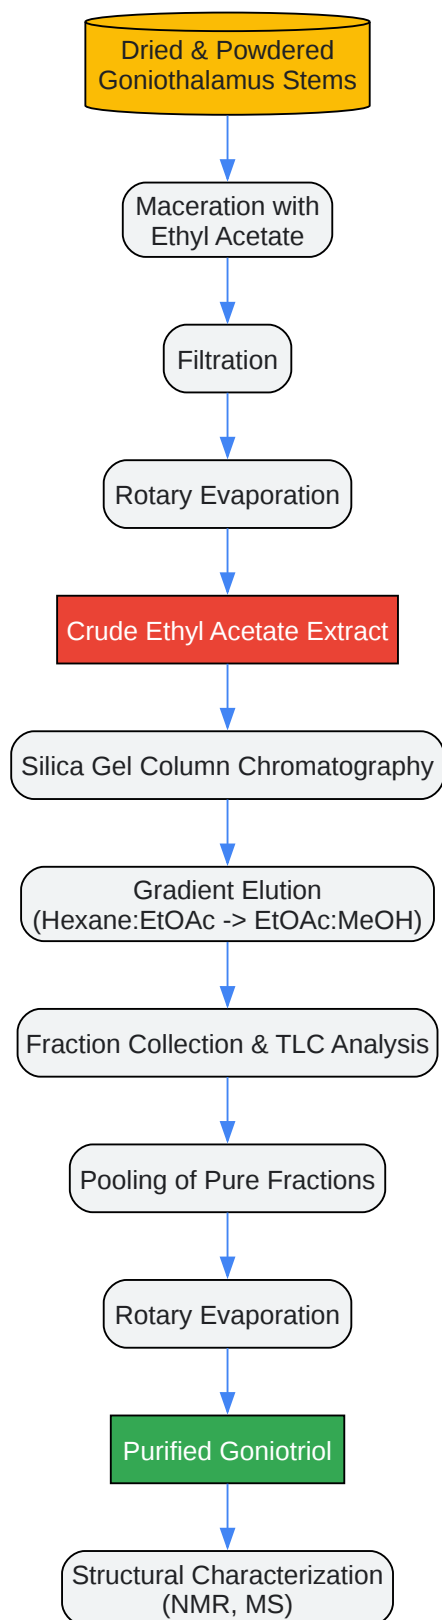 Dried & Powdered
Goniothalamus Stems
Maceration with
Ethyl Acetate
Filtration
Rotary Evaporation
Crude Ethyl Acetate Extract
Silica Gel Column Chromatography
Gradient Elution
(Hexane:EtOAc -> EtOAc:MeOH)
Fraction Collection & TLC Analysis
Pooling of Pure Fractions
Rotary Evaporation
Purified Goniotriol
Structural Characterization
(NMR, MS)